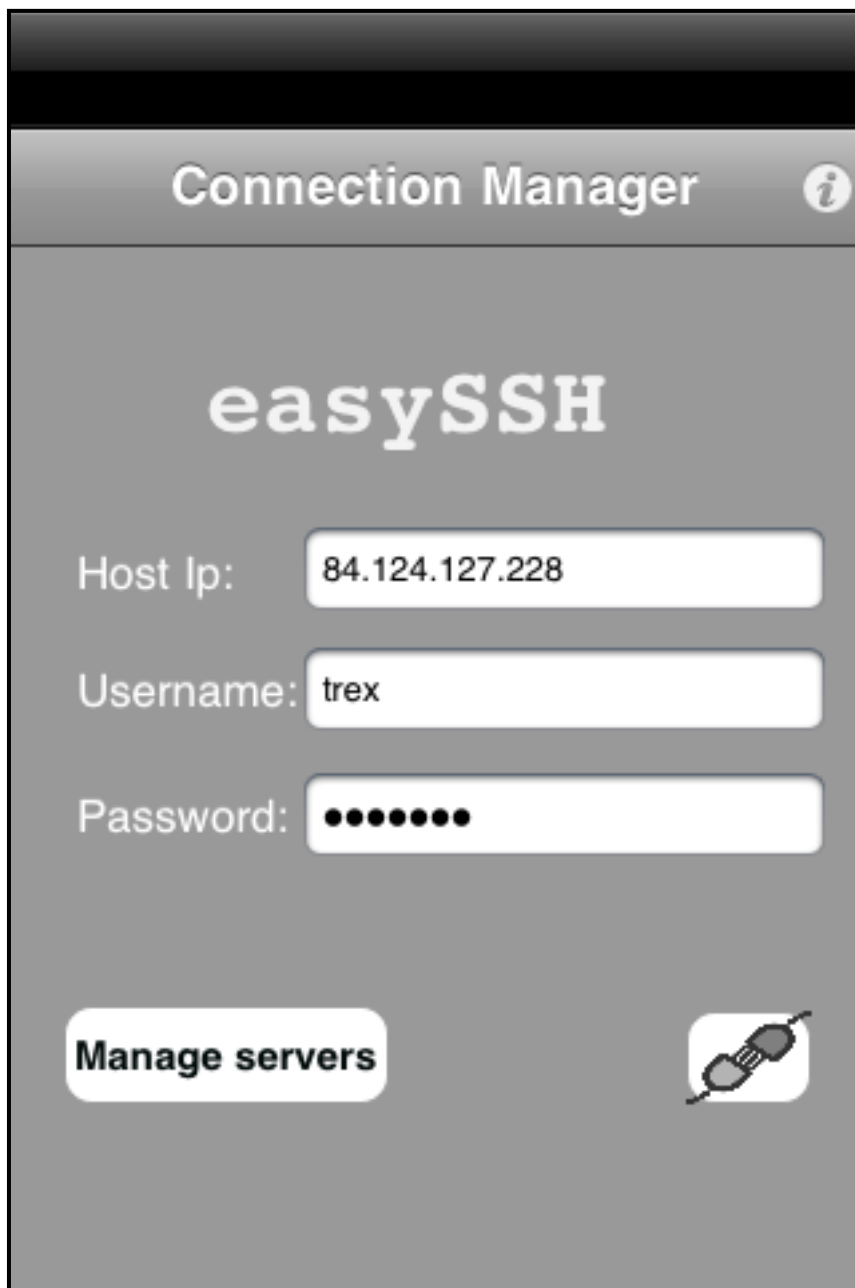 Connection Manager
easySSH
Host Ip: 84.124.127.228
Username: trex
Password: •••••••
Manage servers